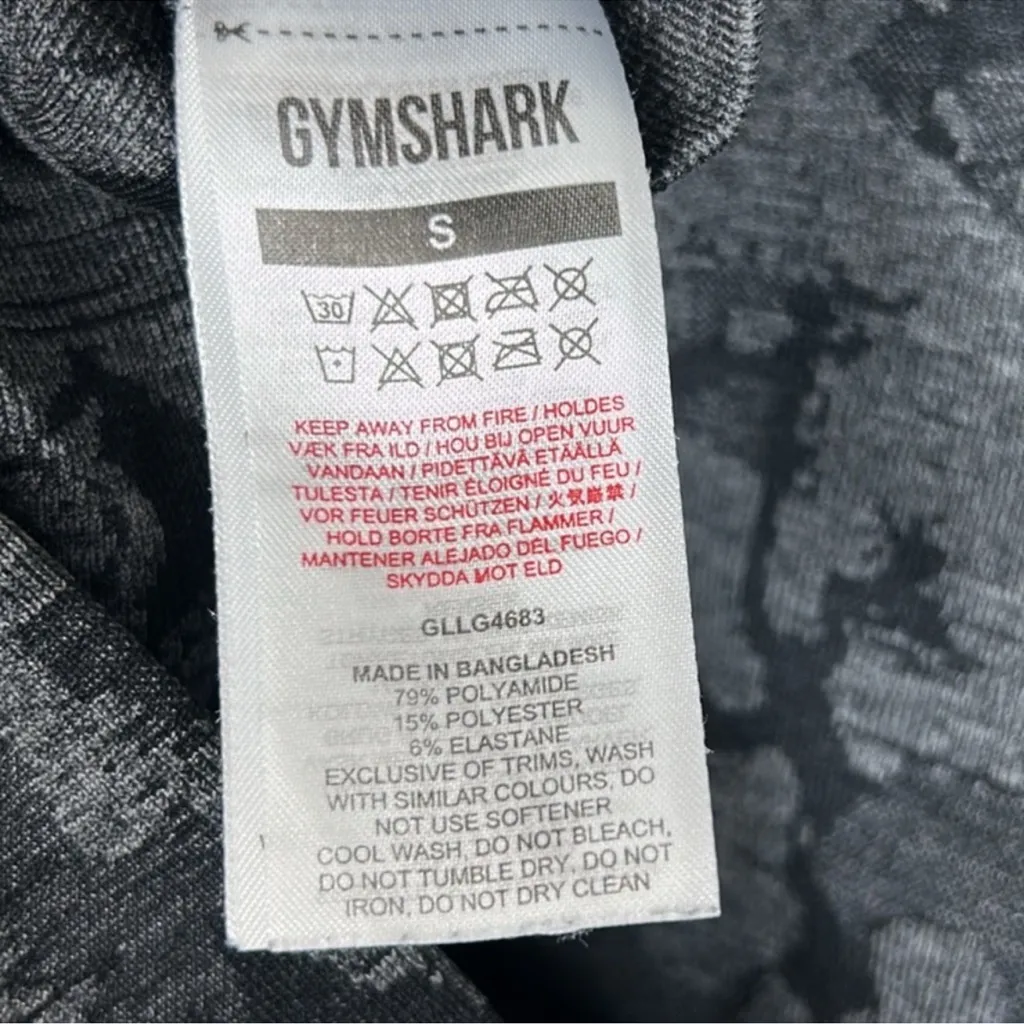 GYMSHARK
S
30
KEEP AWAY FROM FIRE / HOLDES
VÆK FRA ILD / HOU BIJ OPEN VUUR
VANDAAN / PIDETTÄVÄ ETÄÄLLÄ
TULESTA / TENIR ÉLOIGNÉ DU FEU /
VOR FEUER SCHÜTZEN / 火気厳禁 /
HOLD BORTE FRA FLAMMER /
MANTENER ALEJADO DEL FUEGO /
SKYDDA MOT ELD
GLLG4683
MADE IN BANGLADESH
79% POLYAMIDE
15% POLYESTER
6% ELASTANE
EXCLUSIVE OF TRIMS, WASH
WITH SIMILAR COLOURS, DO
NOT USE SOFTENER
COOL WASH, DO NOT BLEACH,
DO NOT TUMBLE DRY, DO NOT
IRON, DO NOT DRY CLEAN